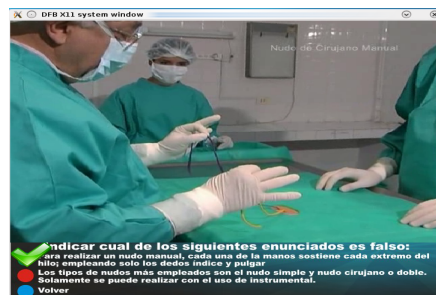 DFB X11 system window
Nudo de Cirujano Manual
Indicar cual de los siguientes enunciados es falso:
ara realizar un nudo manual, cada una de la manos sostiene cada extremo del
hilo; empleando solo los dedos índice y pulgar
Los tipos de nudos más empleados son el nudo simple y nudo cirujano o doble.
Solamente se puede realizar con el uso de instrumental.
Volver